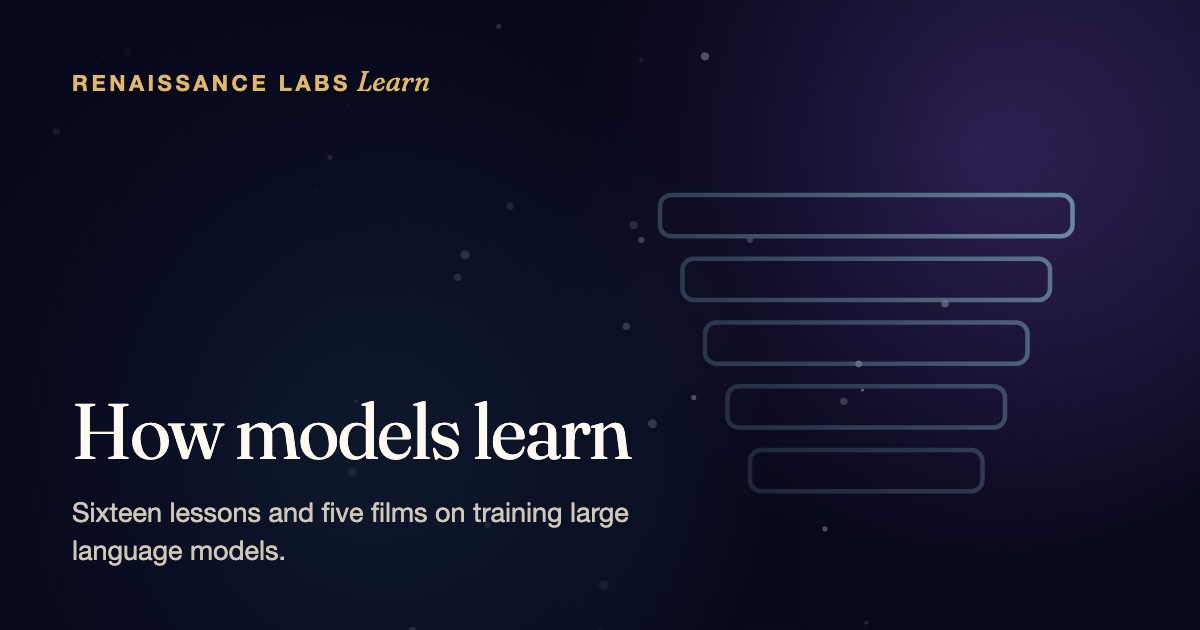 RENAISSANCE LABS Learn
How models learn
Sixteen lessons and five films on training large
language models.